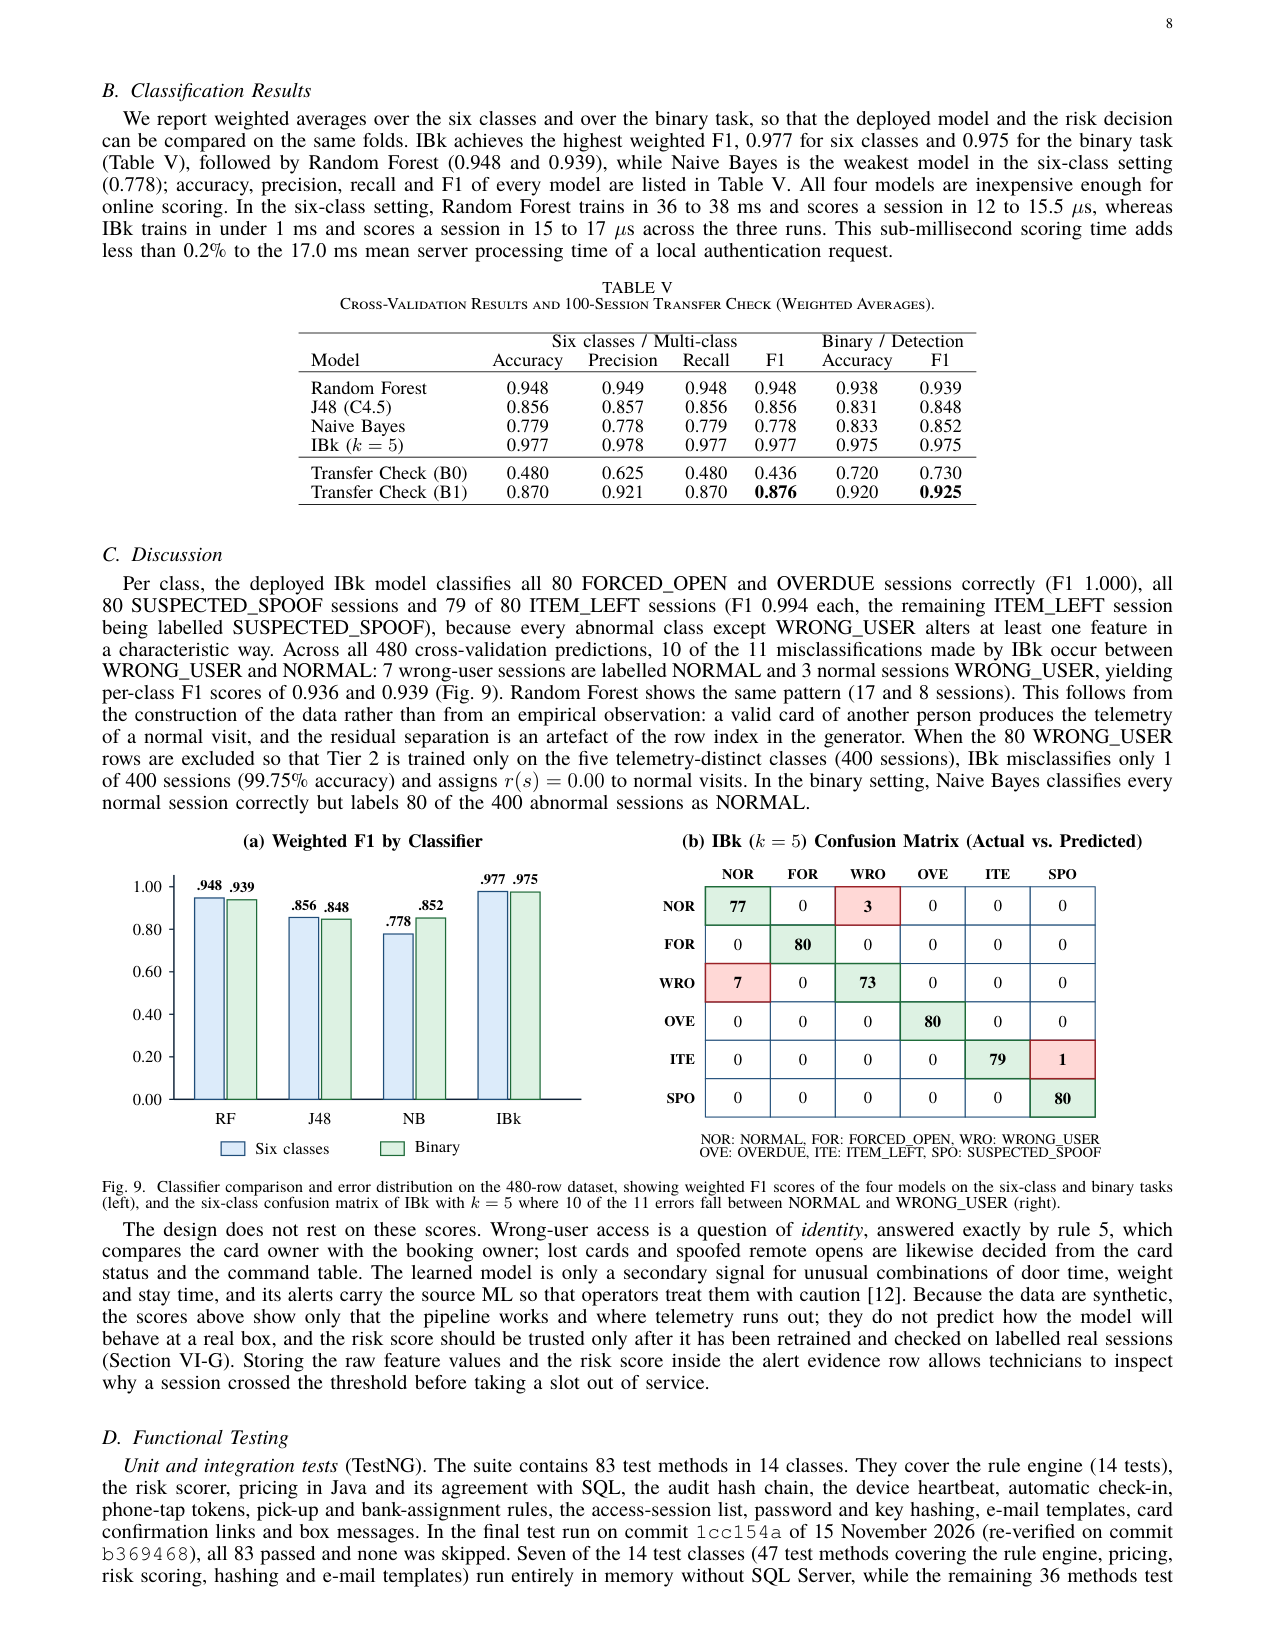 8
B. Classification Results
We report weighted averages over the six classes and over the binary task, so that the deployed model and the risk decision
can be compared on the same folds. IBk achieves the highest weighted F1, 0.977 for six classes and 0.975 for the binary task
(Table V), followed by Random Forest (0.948 and 0.939), while Naive Bayes is the weakest model in the six-class setting
(0.778); accuracy, precision, recall and F1 of every model are listed in Table V. All four models are inexpensive enough for
online scoring. In the six-class setting, Random Forest trains in 36 to 38 ms and scores a session in 12 to 15.5 μs, whereas
IBk trains in under 1 ms and scores a session in 15 to 17 μs across the three runs. This sub-millisecond scoring time adds
less than 0.2% to the 17.0 ms mean server processing time of a local authentication request.
TABLE V
CROSS-VALIDATION RESULTS AND 100-SESSION TRANSFER CHECK (WEIGHTED AVERAGES).
Six classes / Multi-class Binary / Detection
Model Accuracy Precision Recall F1 Accuracy F1
Random Forest 0.948 0.949 0.948 0.948 0.938 0.939
J48 (C4.5) 0.856 0.857 0.856 0.856 0.831 0.848
Naive Bayes 0.779 0.778 0.779 0.778 0.833 0.852
IBk (k = 5) 0.977 0.978 0.977 0.977 0.975 0.975
Transfer Check (B0) 0.480 0.625 0.480 0.436 0.720 0.730
Transfer Check (B1) 0.870 0.921 0.870 0.876 0.920 0.925
C. Discussion
Per class, the deployed IBk model classifies all 80 FORCED_OPEN and OVERDUE sessions correctly (F1 1.000), all
80 SUSPECTED_SPOOF sessions and 79 of 80 ITEM_LEFT sessions (F1 0.994 each, the remaining ITEM_LEFT session
being labelled SUSPECTED_SPOOF), because every abnormal class except WRONG_USER alters at least one feature in
a characteristic way. Across all 480 cross-validation predictions, 10 of the 11 misclassifications made by IBk occur between
WRONG_USER and NORMAL: 7 wrong-user sessions are labelled NORMAL and 3 normal sessions WRONG_USER, yielding
per-class F1 scores of 0.936 and 0.939 (Fig. 9). Random Forest shows the same pattern (17 and 8 sessions). This follows from
the construction of the data rather than from an empirical observation: a valid card of another person produces the telemetry
of a normal visit, and the residual separation is an artefact of the row index in the generator. When the 80 WRONG_USER
rows are excluded so that Tier 2 is trained only on the five telemetry-distinct classes (400 sessions), IBk misclassifies only 1
of 400 sessions (99.75% accuracy) and assigns r(s) = 0.00 to normal visits. In the binary setting, Naive Bayes classifies every
normal session correctly but labels 80 of the 400 abnormal sessions as NORMAL.
(a) Weighted F1 by Classifier
1.00
0.80
0.60
0.40
0.20
0.00
.948 .939
.856 .848
.778 .852
.977 .975
RF J48 NB IBk
Six classes Binary
(b) IBk (k = 5) Confusion Matrix (Actual vs. Predicted)
NOR FOR WRO OVE ITE SPO
NOR 77 0 3 0 0 0
FOR 0 80 0 0 0 0
WRO 7 0 73 0 0 0
OVE 0 0 0 80 0 0
ITE 0 0 0 0 79 1
SPO 0 0 0 0 0 80
NOR: NORMAL, FOR: FORCED_OPEN, WRO: WRONG_USER
OVE: OVERDUE, ITE: ITEM_LEFT, SPO: SUSPECTED_SPOOF
Fig. 9. Classifier comparison and error distribution on the 480-row dataset, showing weighted F1 scores of the four models on the six-class and binary tasks
(left), and the six-class confusion matrix of IBk with k = 5 where 10 of the 11 errors fall between NORMAL and WRONG_USER (right).
The design does not rest on these scores. Wrong-user access is a question of identity, answered exactly by rule 5, which
compares the card owner with the booking owner; lost cards and spoofed remote opens are likewise decided from the card
status and the command table. The learned model is only a secondary signal for unusual combinations of door time, weight
and stay time, and its alerts carry the source ML so that operators treat them with caution [12]. Because the data are synthetic,
the scores above show only that the pipeline works and where telemetry runs out; they do not predict how the model will
behave at a real box, and the risk score should be trusted only after it has been retrained and checked on labelled real sessions
(Section VI-G). Storing the raw feature values and the risk score inside the alert evidence row allows technicians to inspect
why a session crossed the threshold before taking a slot out of service.
D. Functional Testing
Unit and integration tests (TestNG). The suite contains 83 test methods in 14 classes. They cover the rule engine (14 tests),
the risk scorer, pricing in Java and its agreement with SQL, the audit hash chain, the device heartbeat, automatic check-in,
phone-tap tokens, pick-up and bank-assignment rules, the access-session list, password and key hashing, e-mail templates, card
confirmation links and box messages. In the final test run on commit 1cc154a of 15 November 2026 (re-verified on commit
b369468), all 83 passed and none was skipped. Seven of the 14 test classes (47 test methods covering the rule engine, pricing,
risk scoring, hashing and e-mail templates) run entirely in memory without SQL Server, while the remaining 36 methods test